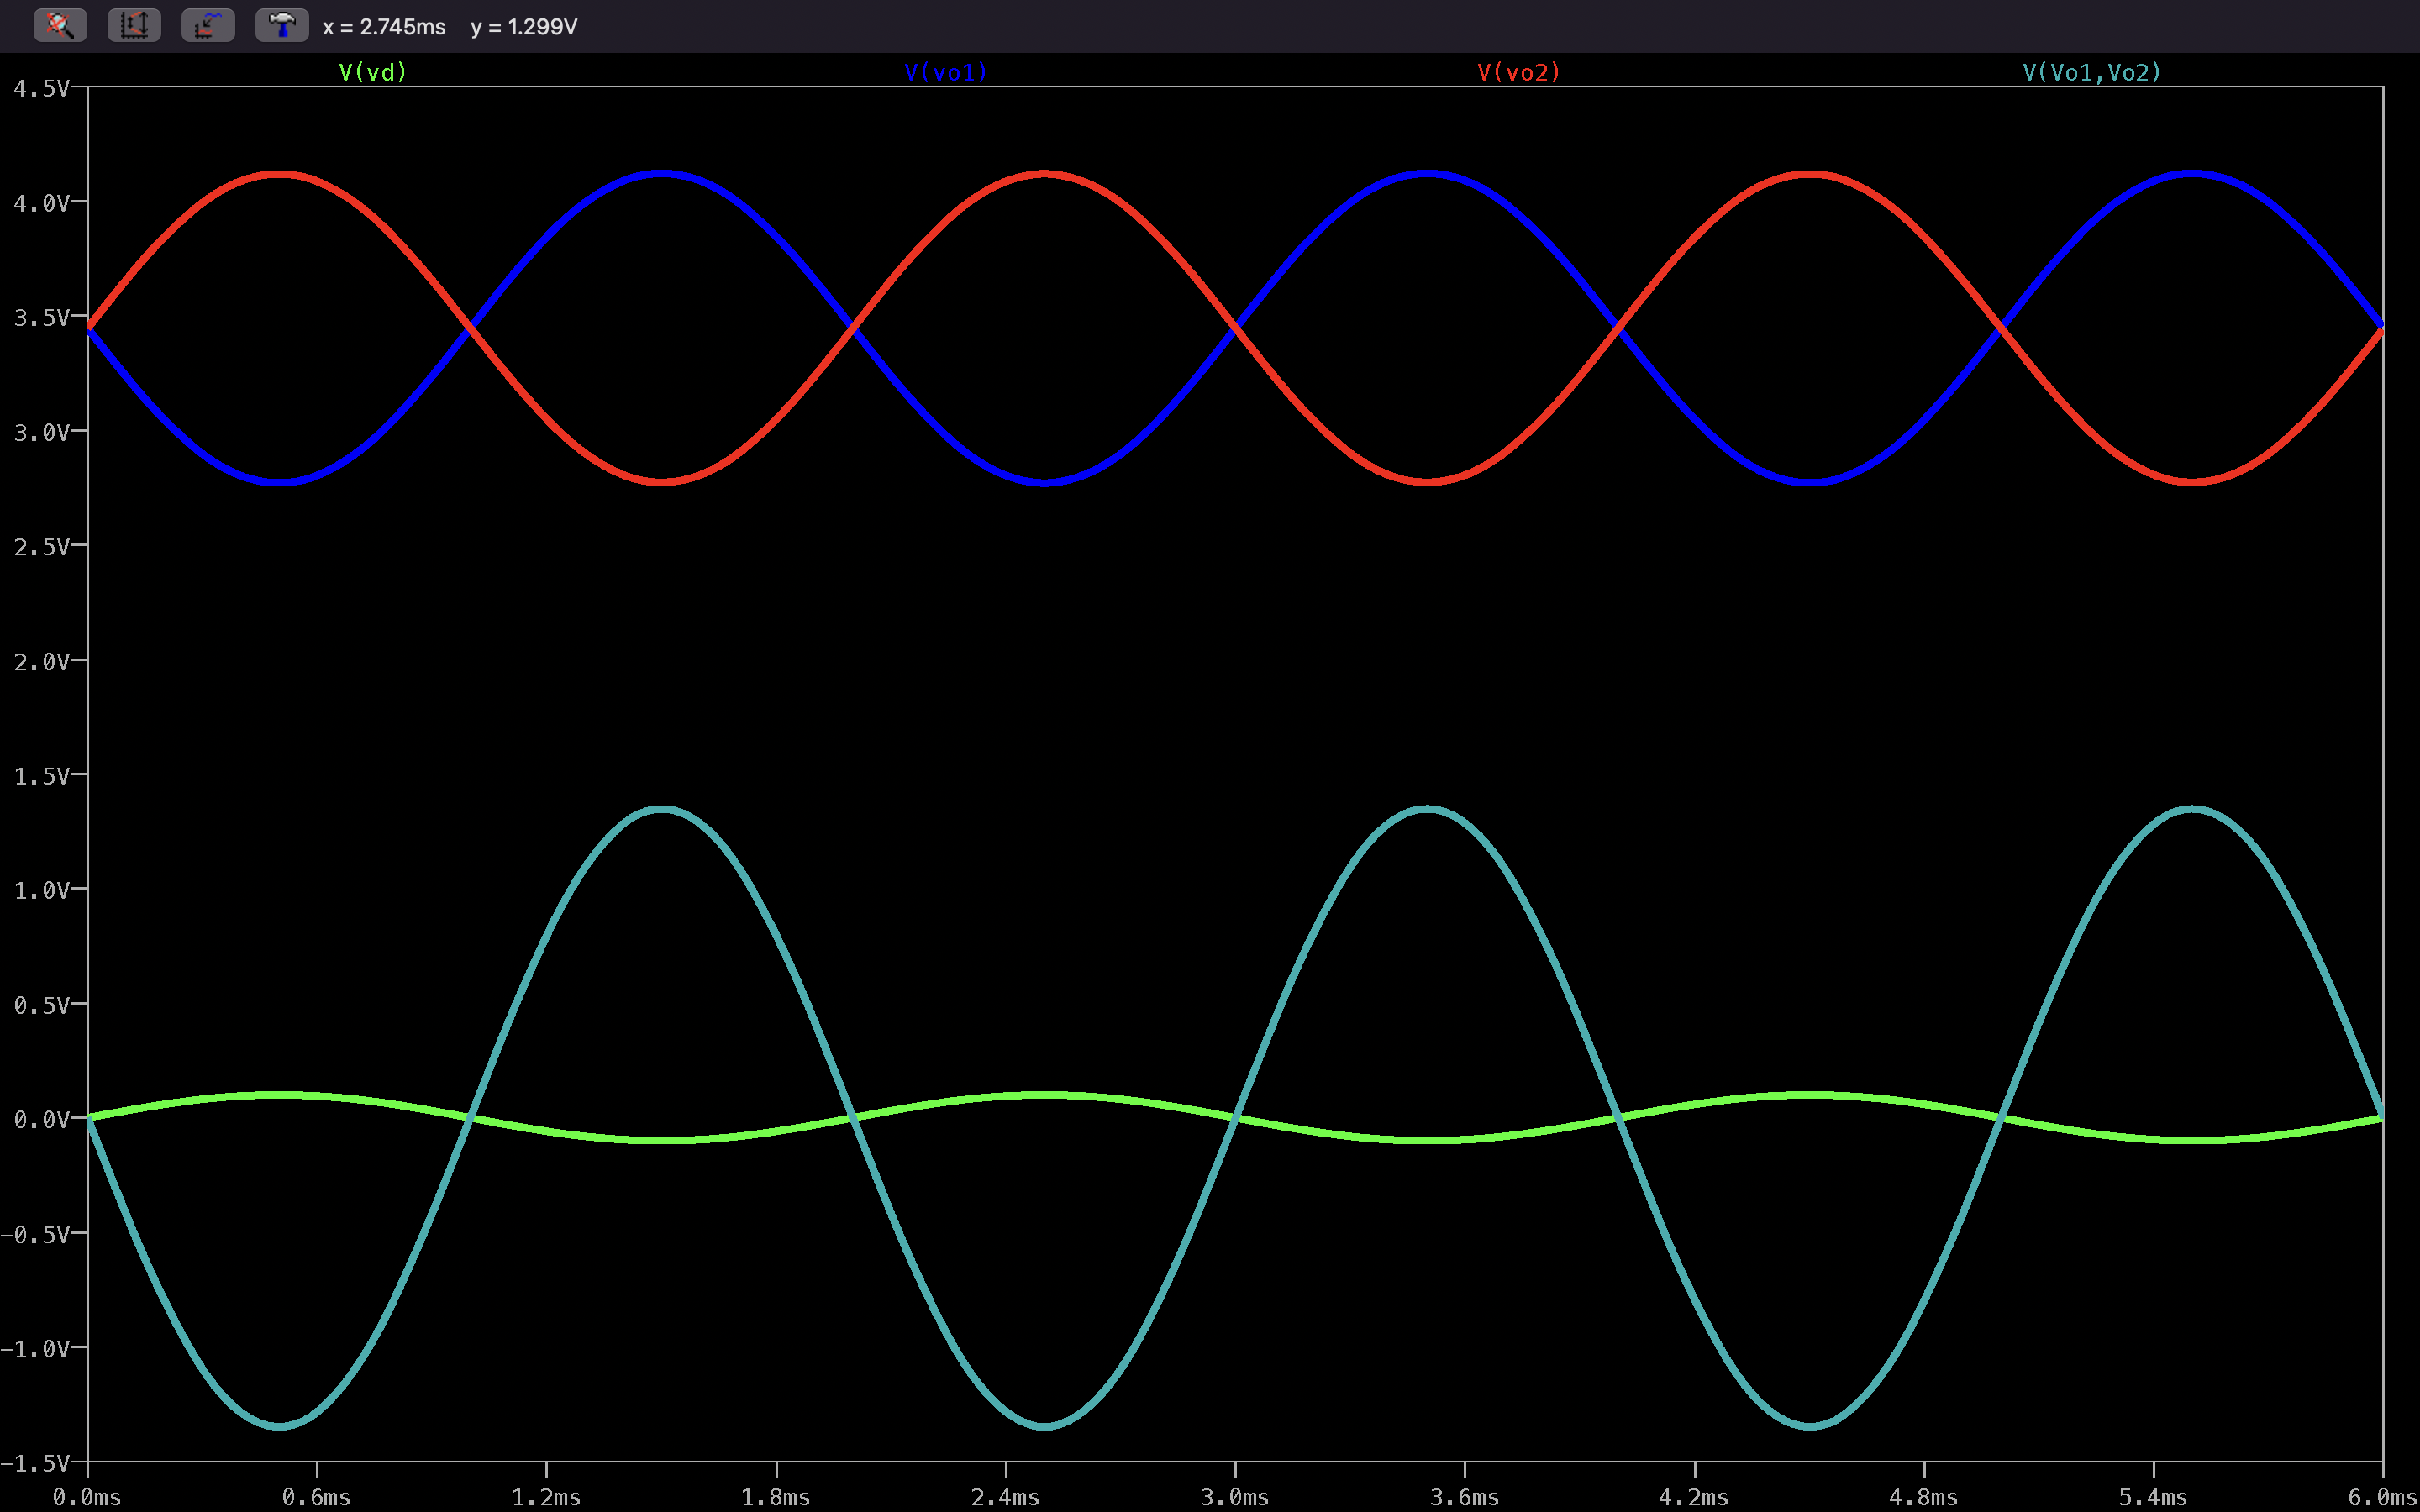 x = 2.745ms y = 1.299V
V(vd) V(vo1) V(vo2) V(Vo1,Vo2)
4.5V
4.0V
3.5V
3.0V
2.5V
2.0V
1.5V
1.0V
0.5V
0.0V
-0.5V
-1.0V
-1.5V
0.0ms 0.6ms 1.2ms 1.8ms 2.4ms 3.0ms 3.6ms 4.2ms 4.8ms 5.4ms 6.0ms